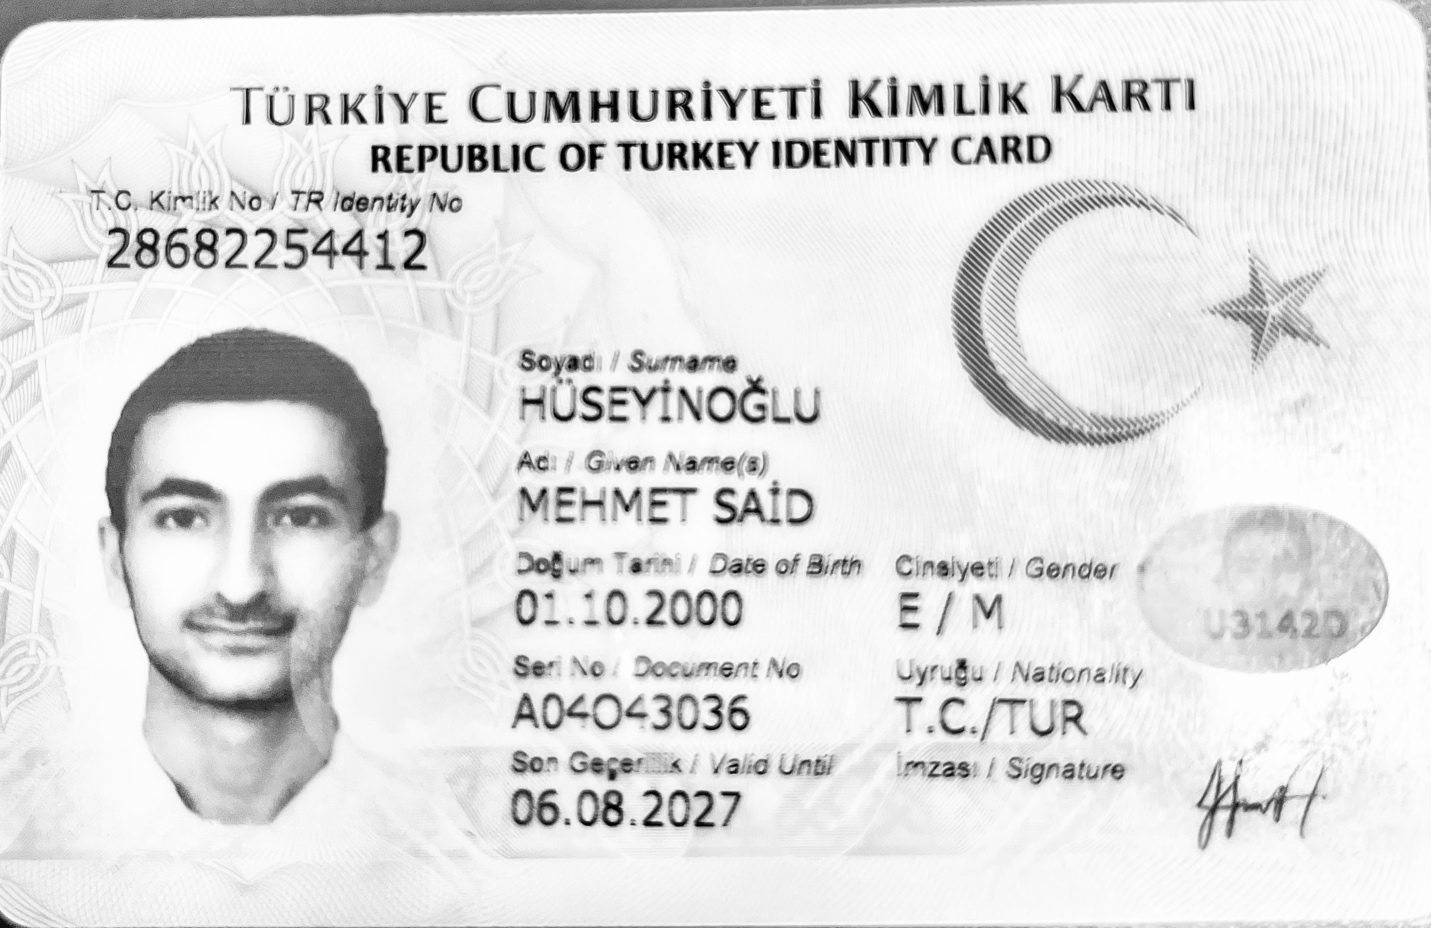 TÜRKİYE CUMHURİYETİ KİMLİK KARTI
REPUBLIC OF TURKEY IDENTITY CARD
T.C. Kimlik No / TR Identity No
28682254412
Soyadı / Surname
HÜSEYİNOĞLU
Adı / Given Name(s)
MEHMET SAİD
Doğum Tarihi / Date of Birth
01.10.2000
Cinsiyeti / Gender
E / M
Seri No / Document No
A04O43036
Uyruğu / Nationality
T.C./TUR
Son Geçerlilik / Valid Until
06.08.2027
İmzası / Signature
U3142D